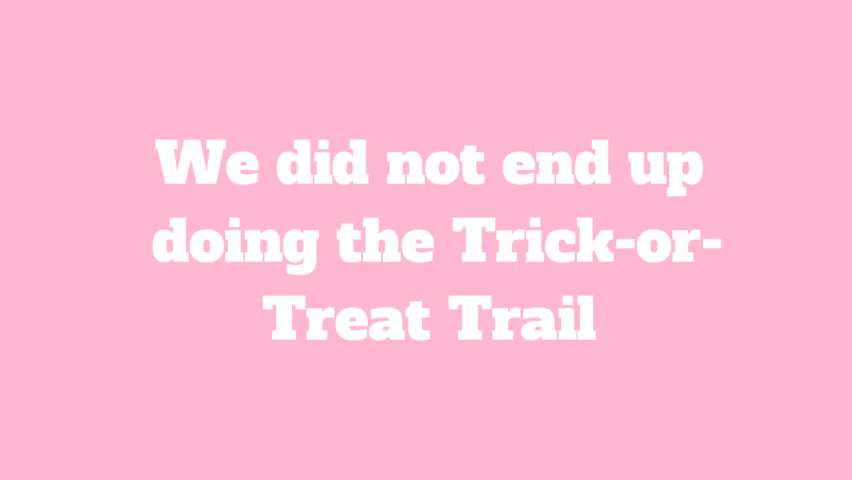 We did not end up
doing the Trick-or-
Treat Trail